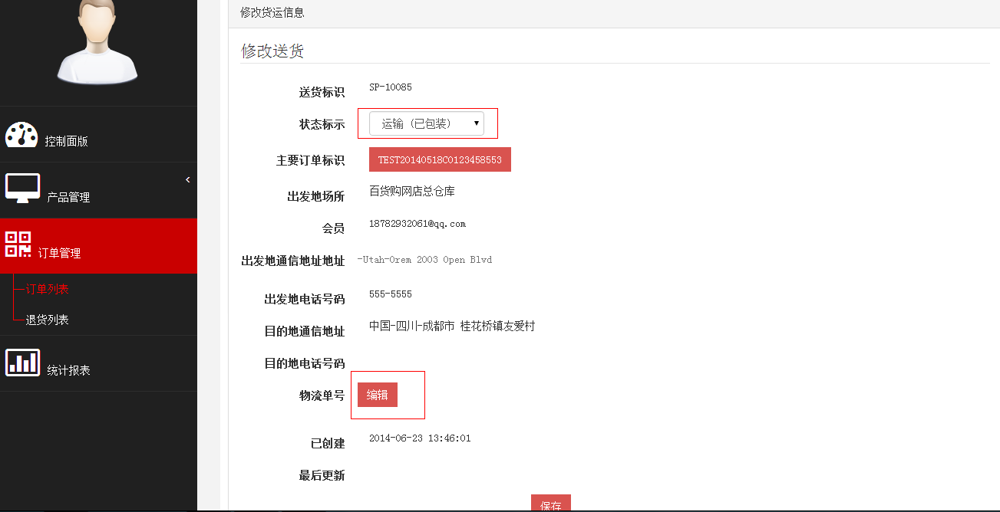 修改货运信息
修改送货
送货标识 SP-10085
状态标示 运输（已包装）
主要订单标识 TEST20140518C0123458553
出发地场所 百货购网店总仓库
会员 18782932061@qq.com
出发地通信地址地址 -Utah-Orem 2003 Open Blvd
出发地电话号码 555-5555
目的地通信地址 中国-四川-成都市 桂花桥镇友爱村
目的地电话号码
物流单号 编辑
已创建 2014-06-23 13:46:01
最后更新
保存
控制面版
产品管理
订单管理
订单列表
退货列表
统计报表